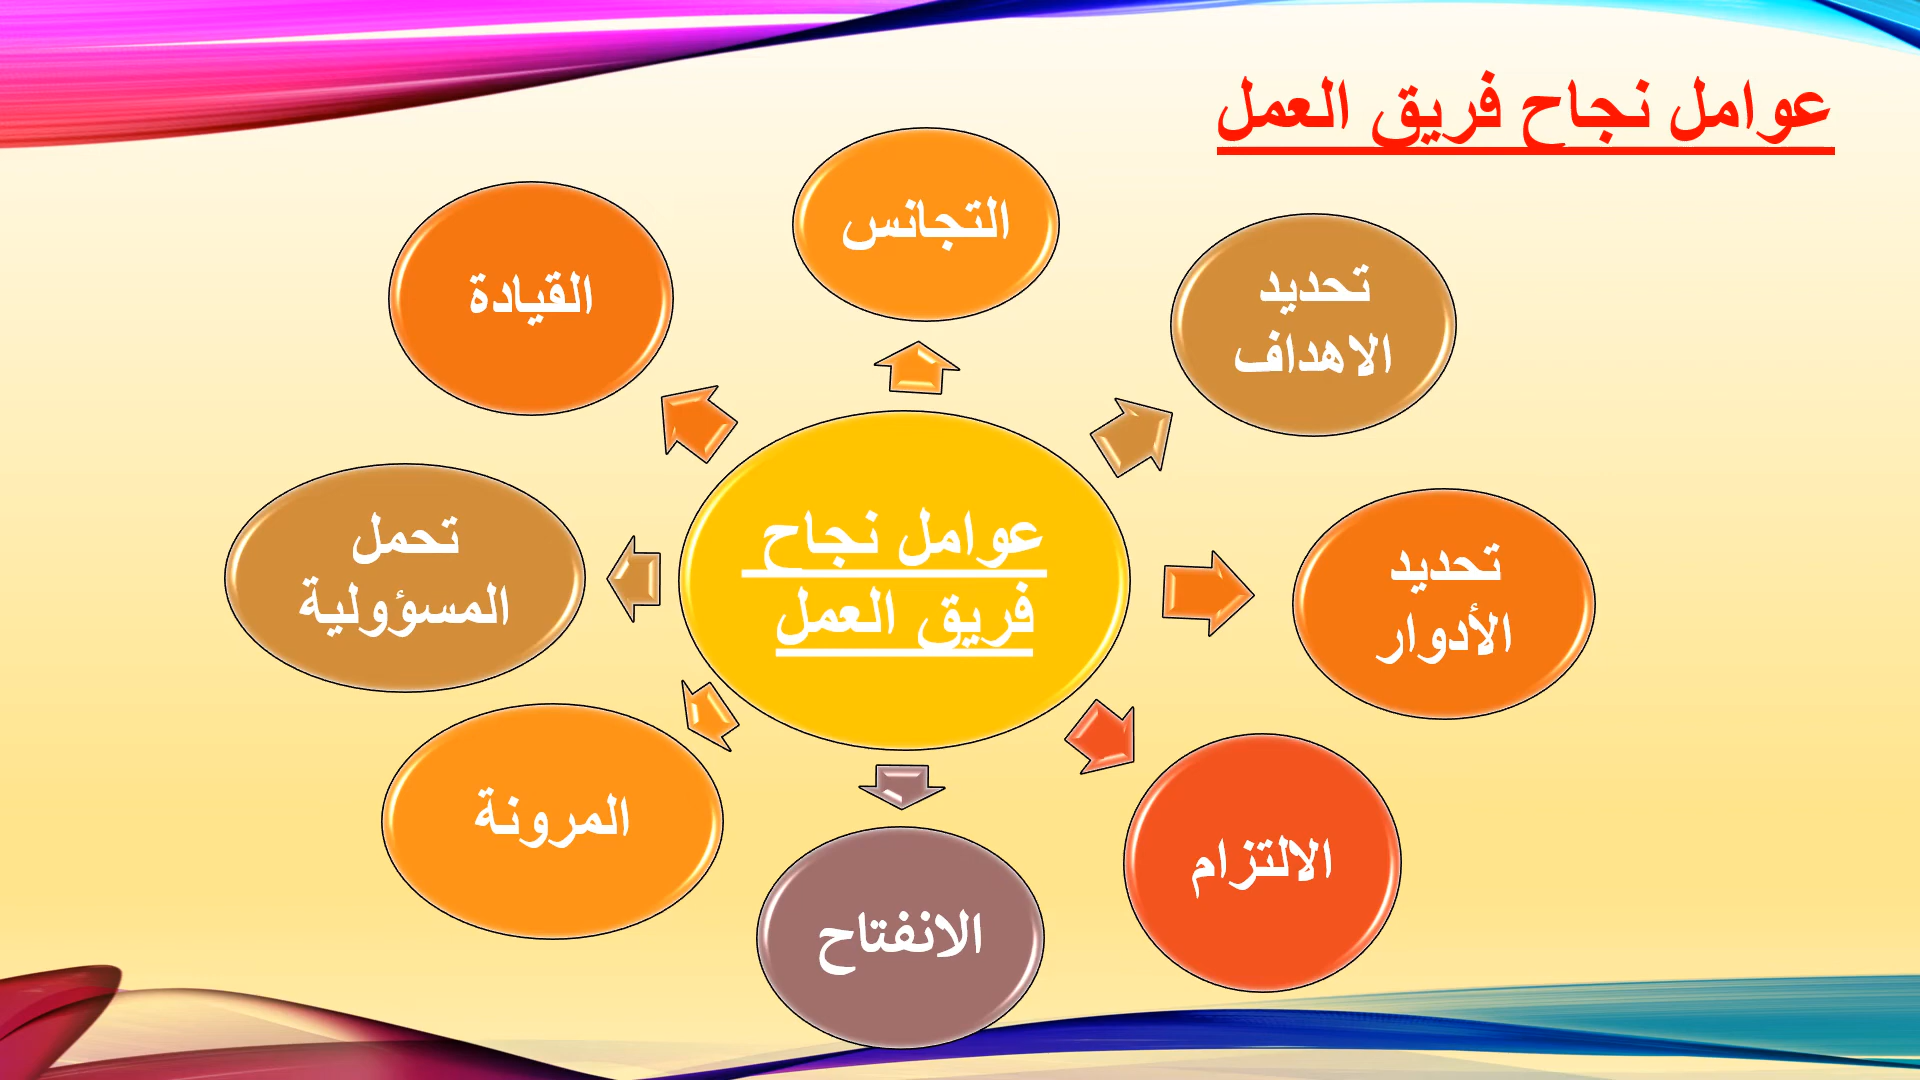 عوامل نجاح فريق العمل
التجانس
تحديد
الاهداف
تحديد
الأدوار
الالتزام
الانفتاح
المرونة
تحمل
المسؤولية
القيادة
عوامل نجاح
فريق العمل